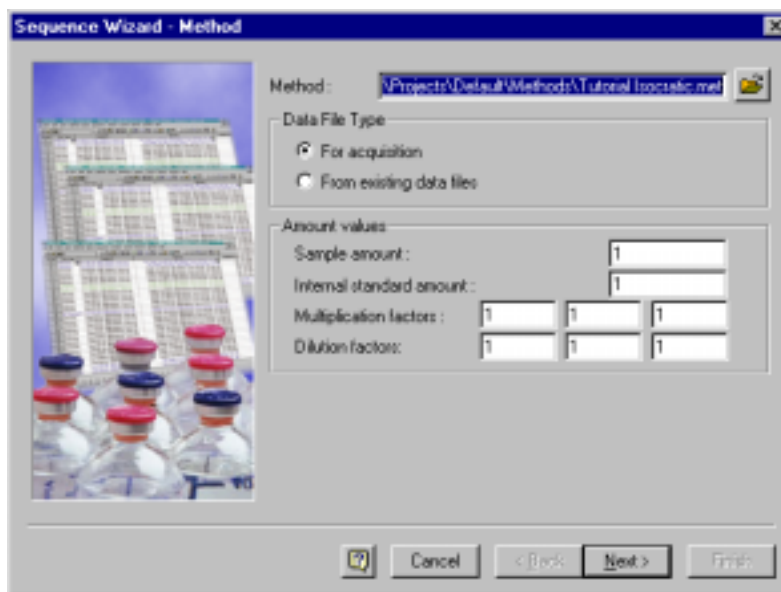 Sequence Wizard - Method
Method : \Projects\Default\Methods\Tutorial Isocratic.met
Data File Type
For acquisition
From existing data files
Amount values
Sample amount : 1
Internal standard amount : 1
Multiplication factors : 1 1 1
Dilution factors: 1 1 1
Cancel < Back Next > Finish